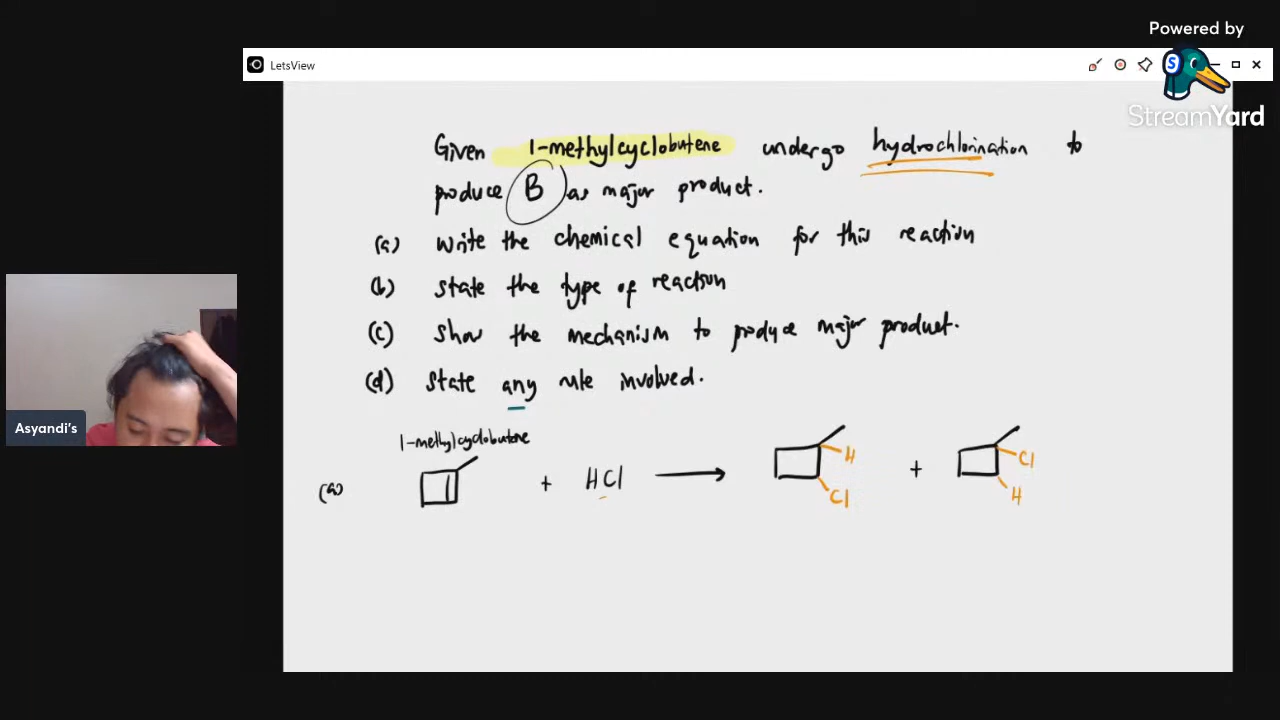 Powered by
StreamYard
LetsView
Given 1-methylcyclobutene undergo hydrochlorination to
produce B as major product.
(a) Write the chemical equation for this reaction
(b) State the type of reaction
(c) Show the mechanism to produce major product.
(d) State any rule involved.
Asyandi's
1-methylcyclobutene
(a) + HCl → H Cl + Cl H